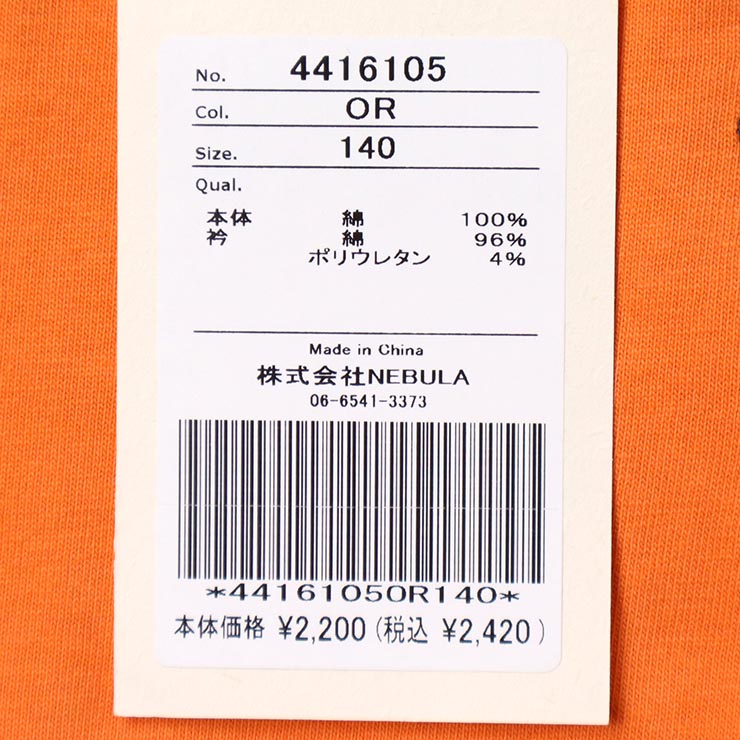 No. 4416105
Col. OR
Size. 140
Qual.
本体 綿 100%
衿 綿 96%
ポリウレタン 4%
Made in China
株式会社NEBULA
06-6541-3373
*4416105OR140*
本体価格 ¥2,200 (税込 ¥2,420)